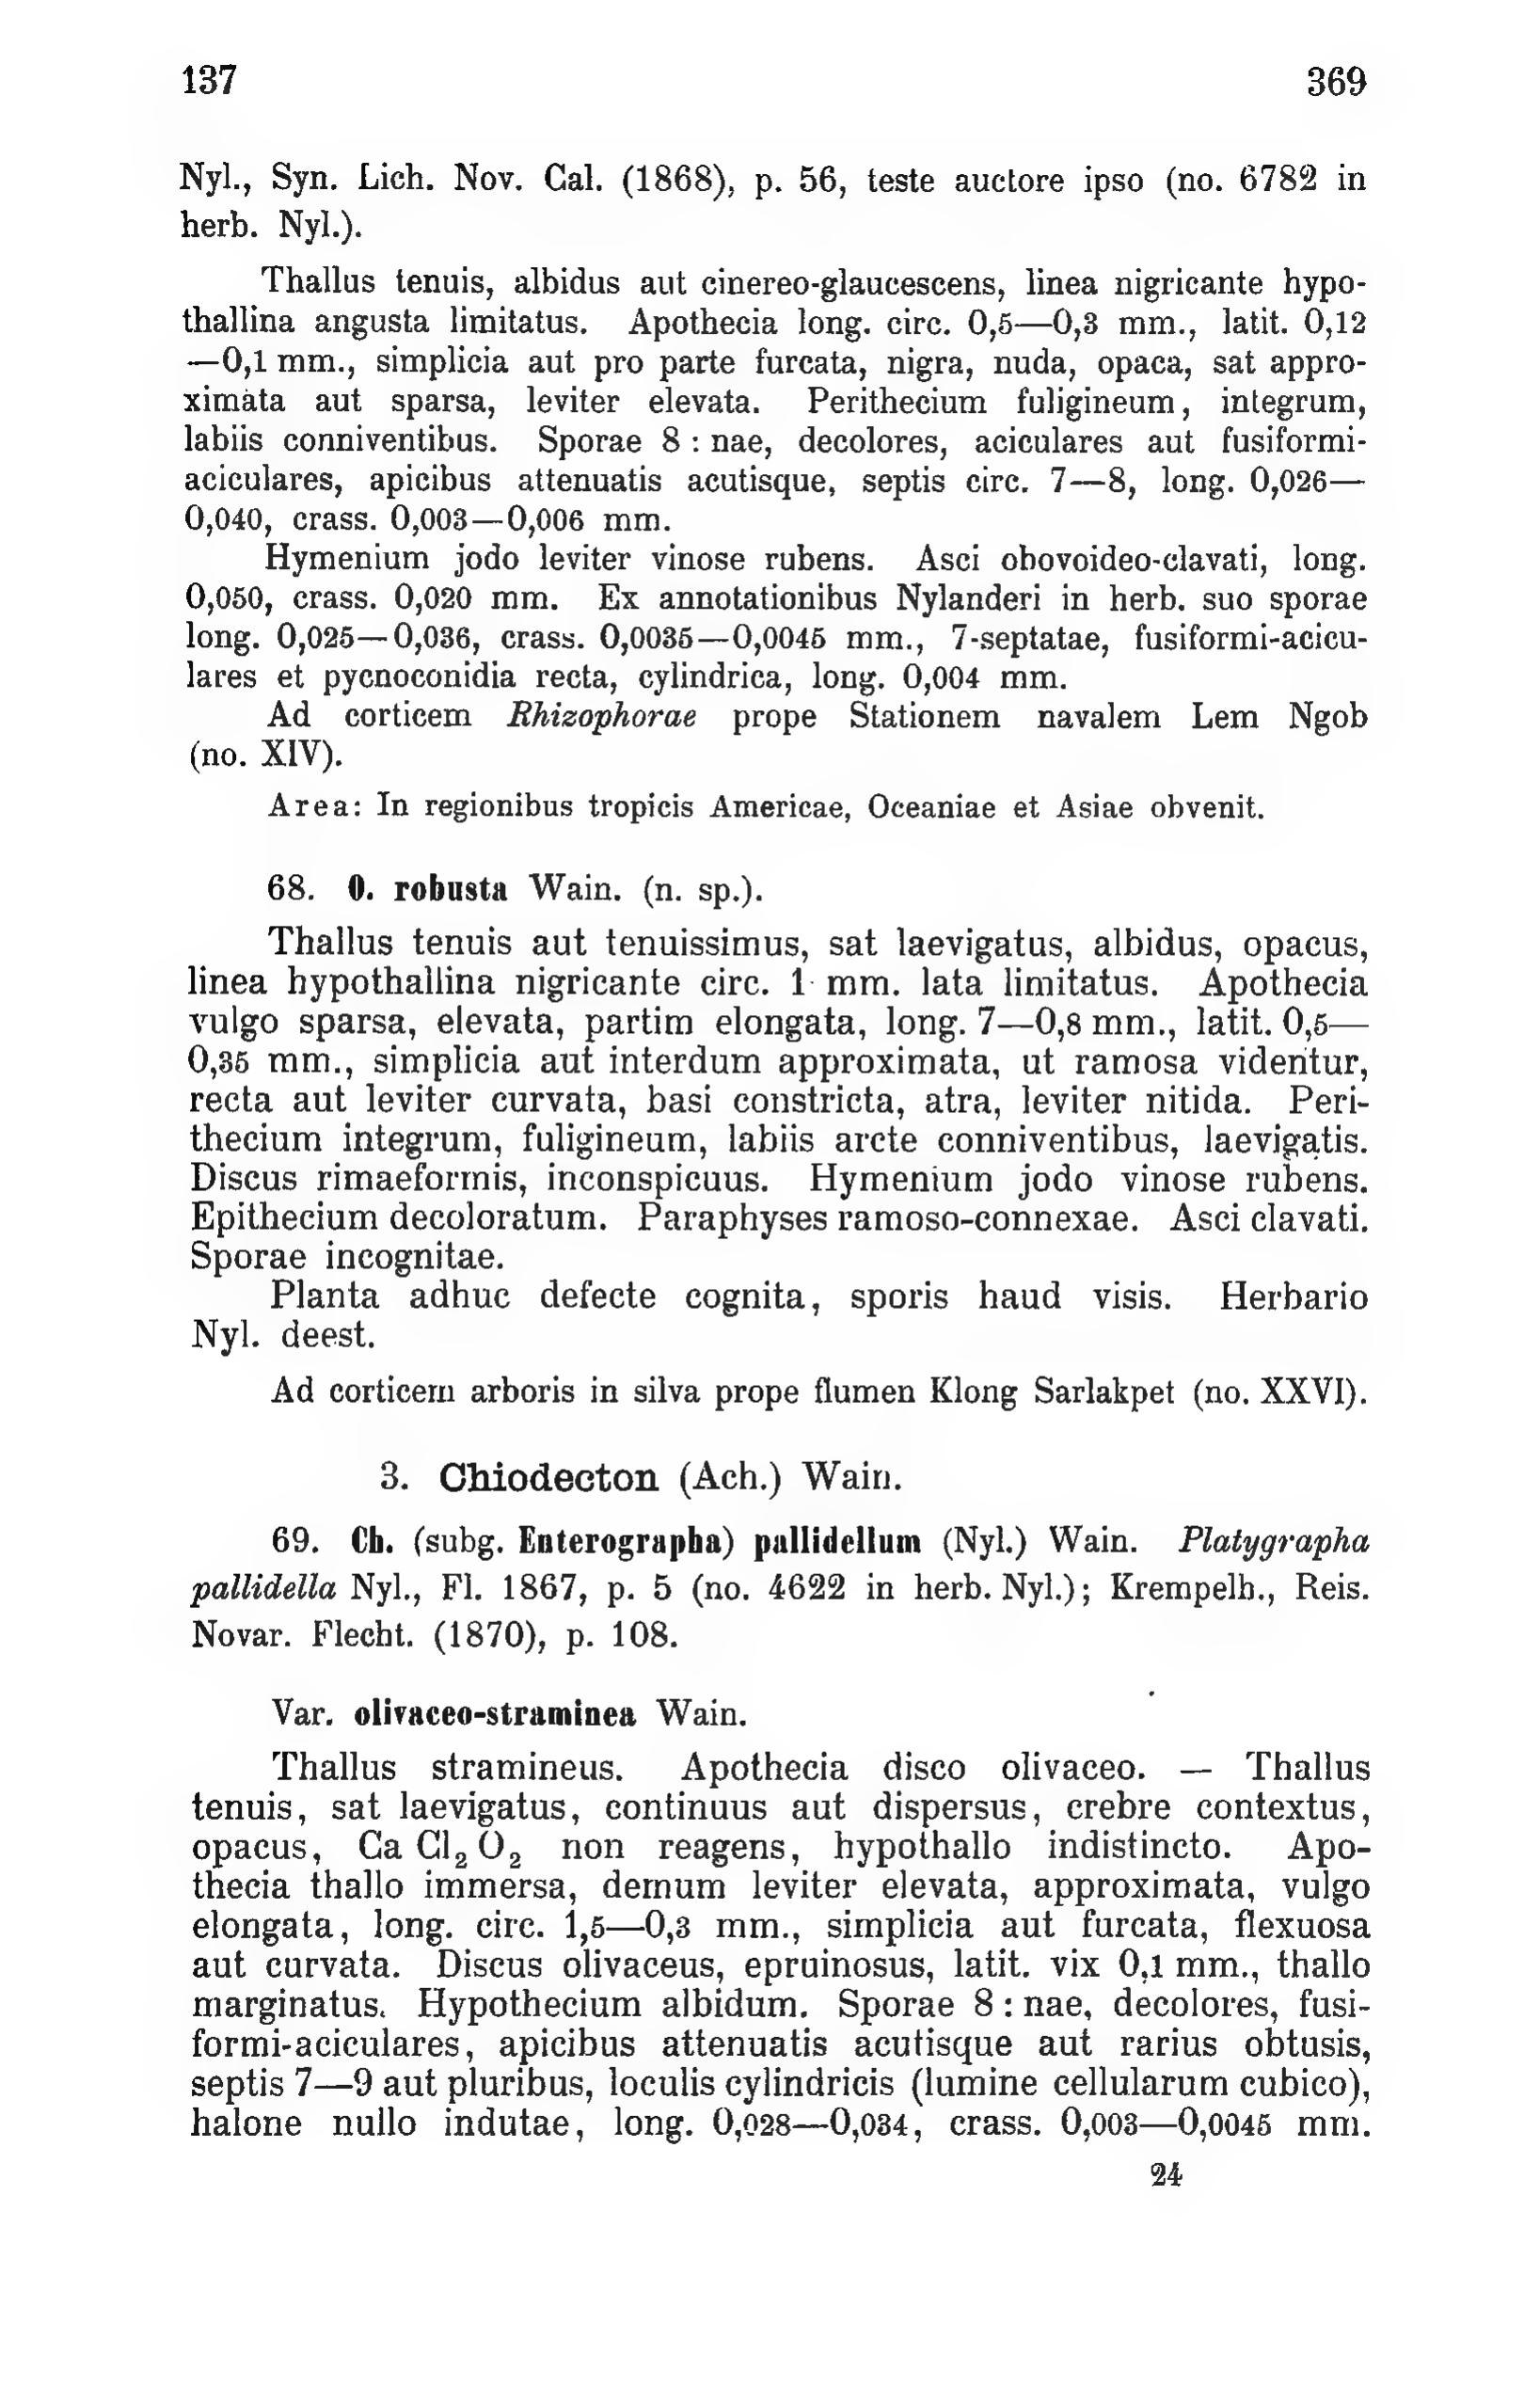 137 369
Nyl., Syn. Lich. Nov. Cal. (1868), p. 56, teste auctore ipso (no. 6782 in
herb. Nyl.).
Thallus tenuis, albidus aut cinereo-glaucescens, linea nigricante hypo-
thallina angusta limitatus. Apothecia long. circ. 0,5—0,3 mm., latit. 0,12
—0,1 mm., simplicia aut pro parte furcata, nigra, nuda, opaca, sat appro-
ximata aut sparsa, leviter elevata. Perithecium fuligineum, integrum,
labiis conniventibus. Sporae 8 : nae, decolores, aciculares aut fusiformi-
aciculares, apicibus attenuatis acutisque, septis circ. 7—8, long. 0,026—
0,040, crass. 0,003—0,006 mm.
Hymenium jodo leviter vinose rubens. Asci obovoideo-clavati, long.
0,050, crass. 0,020 mm. Ex annotationibus Nylanderi in herb. suo sporae
long. 0,025—0,036, crass. 0,0035—0,0045 mm., 7-septatae, fusiformi-acicu-
lares et pycnoconidia recta, cylindrica, long. 0,004 mm.
Ad corticem Rhizophorae prope Stationem navalem Lem Ngob
(no. XIV).
Area: In regionibus tropicis Americae, Oceaniae et Asiae obvenit.
68. O. robusta Wain. (n. sp.).
Thallus tenuis aut tenuissimus, sat laevigatus, albidus, opacus,
linea hypothallina nigricante circ. 1 mm. lata limitatus. Apothecia
vulgo sparsa, elevata, partim elongata, long. 7—0,8 mm., latit. 0,5—
0,35 mm., simplicia aut interdum approximata, ut ramosa videntur,
recta aut leviter curvata, basi constricta, atra, leviter nitida. Peri-
thecium integrum, fuligineum, labiis arcte conniventibus, laevigatis.
Discus rimaeformis, inconspicuus. Hymenium jodo vinose rubens.
Epithecium decoloratum. Paraphyses ramoso-connexae. Asci clavati.
Sporae incognitae.
Planta adhuc defecte cognita, sporis haud visis. Herbario
Nyl. deest.
Ad corticem arboris in silva prope flumen Klong Sarlakpet (no. XXVI).
3. Chiodecton (Ach.) Wain.
69. Ch. (subg. Enterographa) pallidellum (Nyl.) Wain. Platygrapha
pallidella Nyl., Fl. 1867, p. 5 (no. 4622 in herb. Nyl.); Krempelh., Reis.
Novar. Flecht. (1870), p. 108.
Var. olivaceo-straminea Wain.
Thallus stramineus. Apothecia disco olivaceo. — Thallus
tenuis, sat laevigatus, continuus aut dispersus, crebre contextus,
opacus, Ca Cl₂ O₂ non reagens, hypothallo indistincto. Apo-
thecia thallo immersa, demum leviter elevata, approximata, vulgo
elongata, long. circ. 1,5—0,3 mm., simplicia aut furcata, flexuosa
aut curvata. Discus olivaceus, epruinosus, latit. vix 0,1 mm., thallo
marginatus. Hypothecium albidum. Sporae 8 : nae, decolores, fusi-
formi-aciculares, apicibus attenuatis acutisque aut rarius obtusis,
septis 7—9 aut pluribus, loculis cylindricis (lumine cellularum cubico),
halone nullo indutae, long. 0,028—0,034, crass. 0,003—0,0045 mm.
24